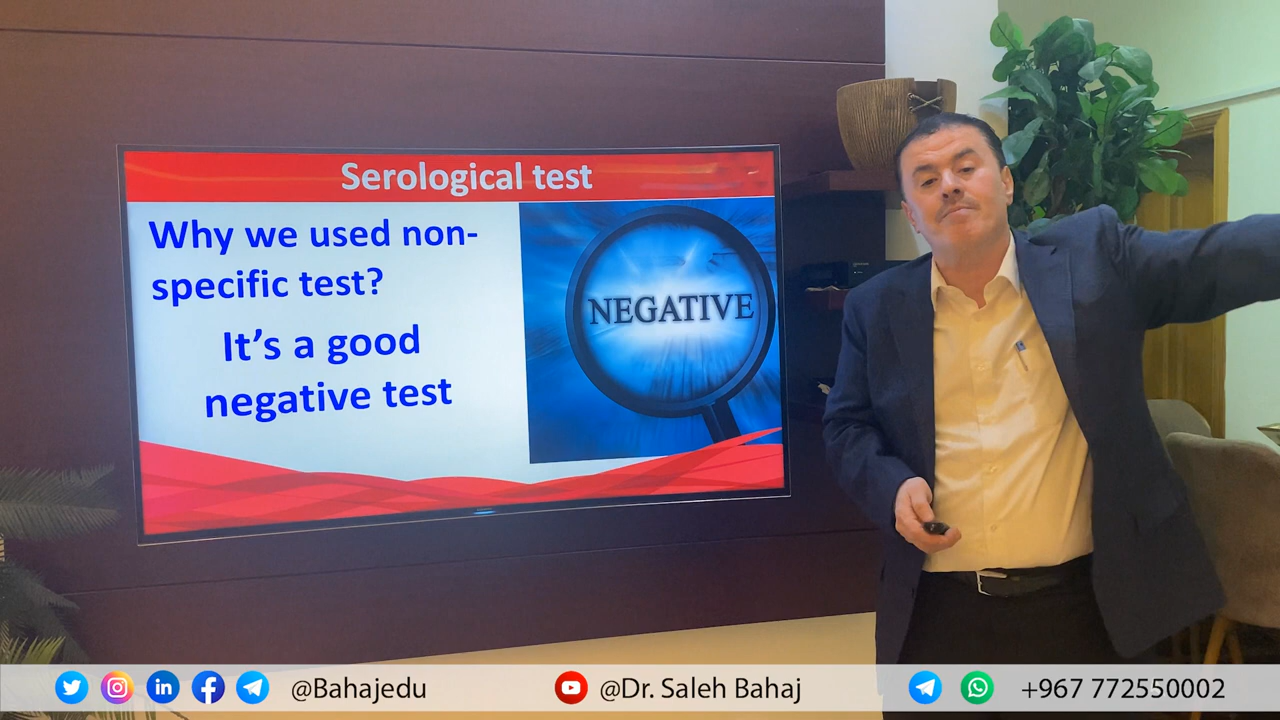 Serological test
Why we used non-
specific test?
It's a good
negative test
NEGATIVE
@Bahajedu
@Dr. Saleh Bahaj
+967 772550002